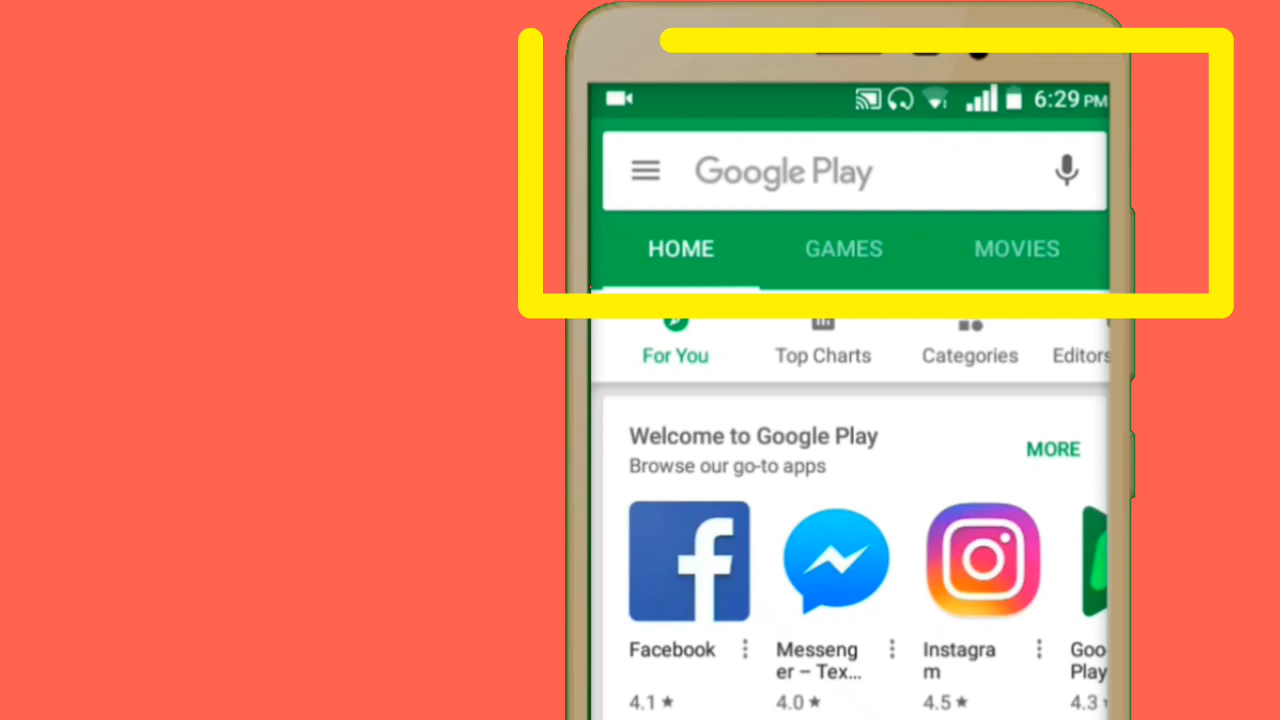 6:29 PM
Google Play
HOME GAMES MOVIES
For You Top Charts Categories Editors
Welcome to Google Play
Browse our go-to apps
MORE
Facebook
Messeng
er – Tex...
Instagra
m
Goo
Play
4.1 ★ 4.0 ★ 4.5 ★ 4.3